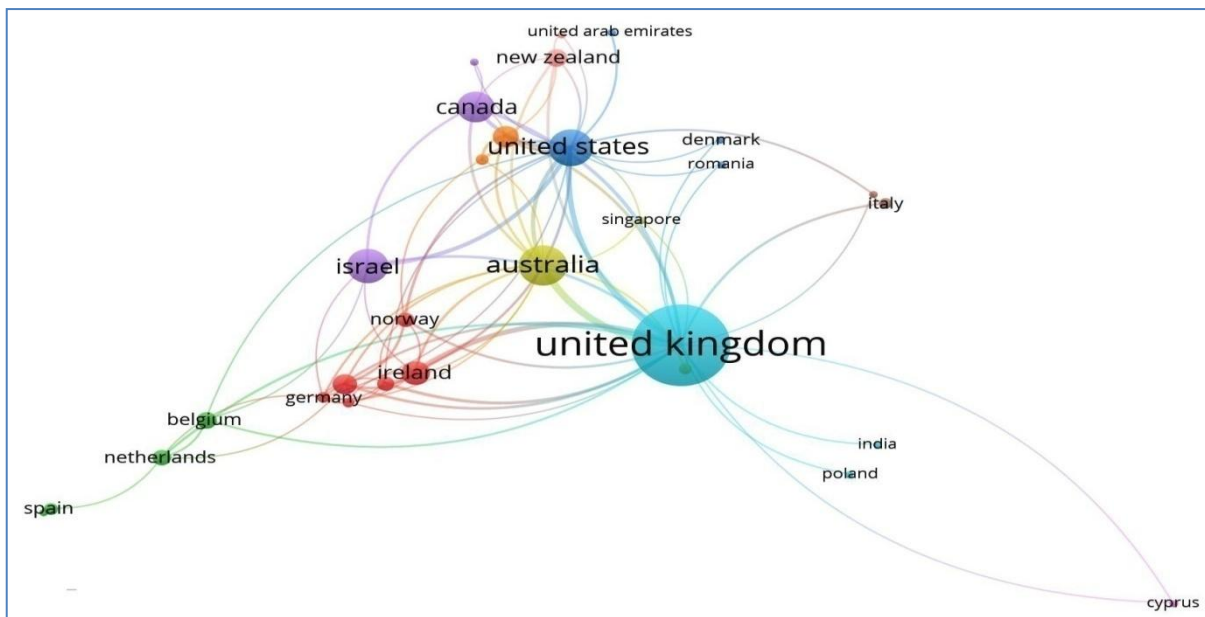 united arab emirates
new zealand
canada
united states
denmark
romania
italy
singapore
israel
australia
norway
united kingdom
ireland
germany
belgium
india
netherlands
poland
spain
cyprus